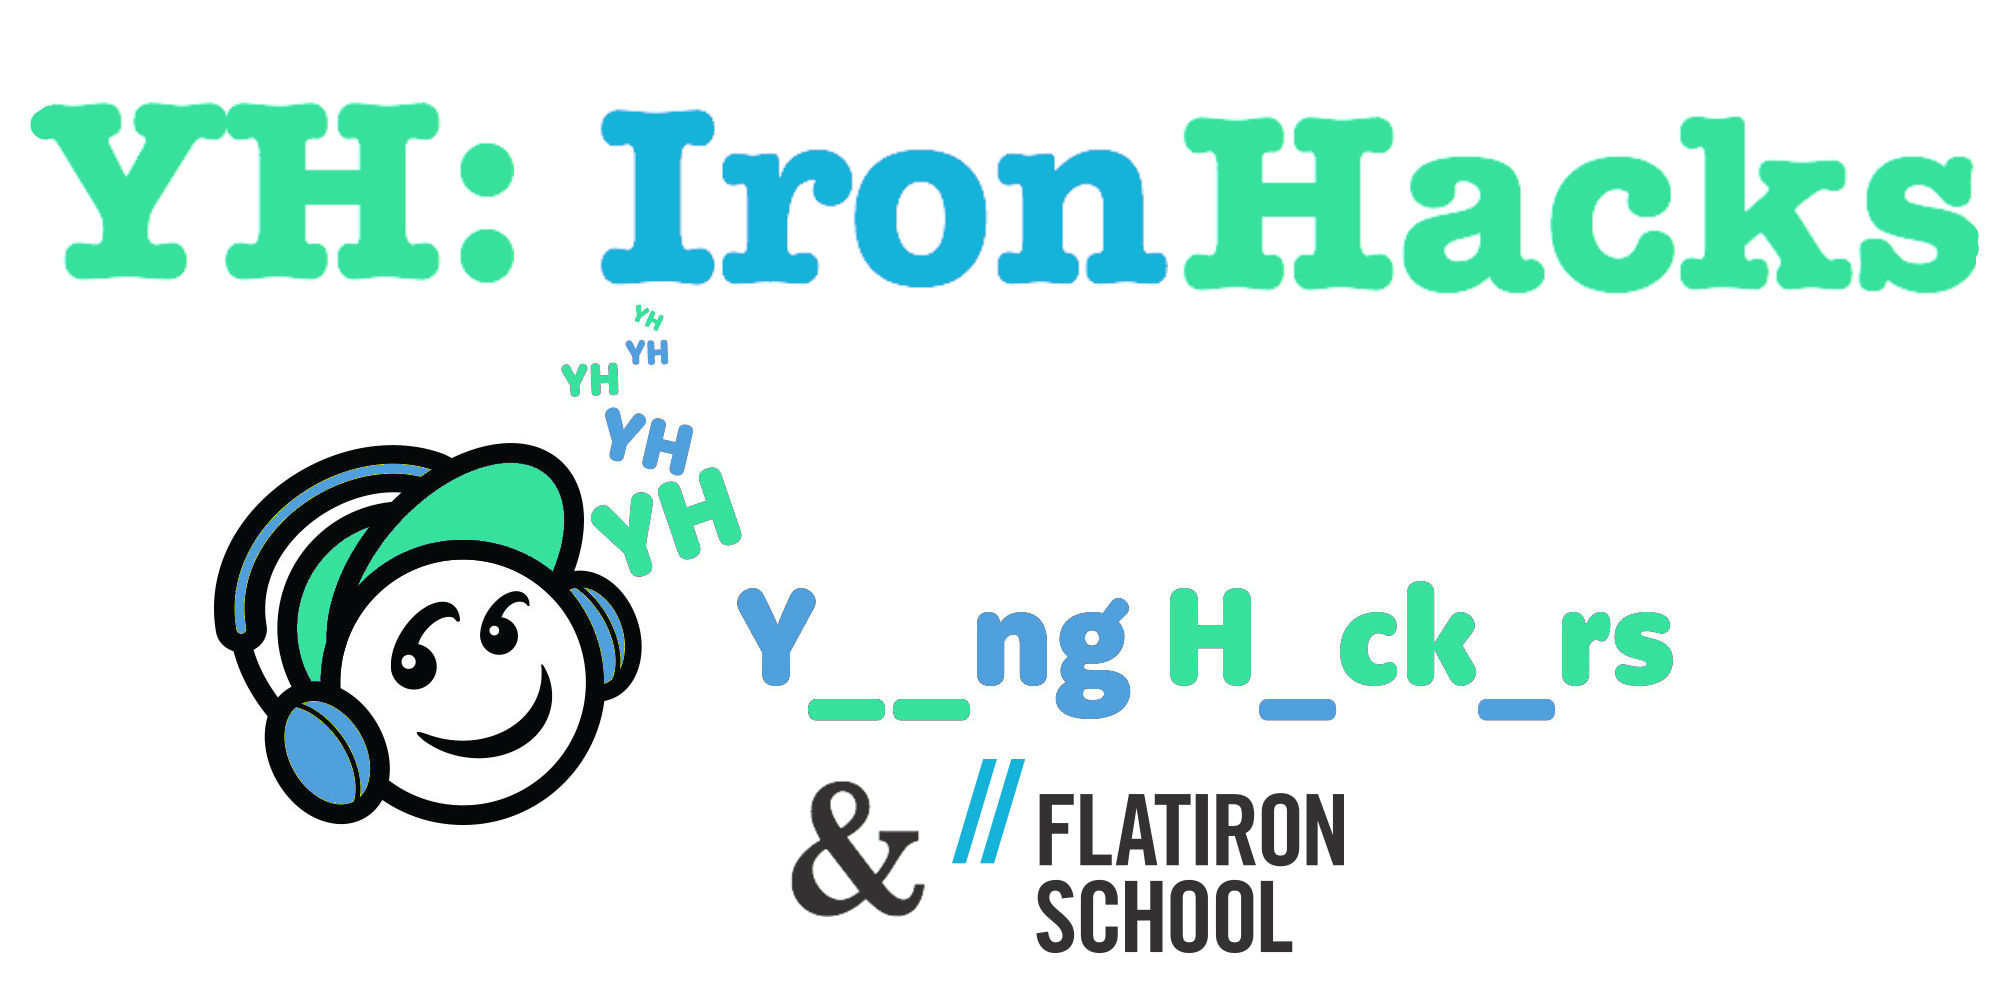 YH: IronHacks
YH
YH
YH
YH
YH
Y__ng H_ck_rs
& // FLATIRON
SCHOOL